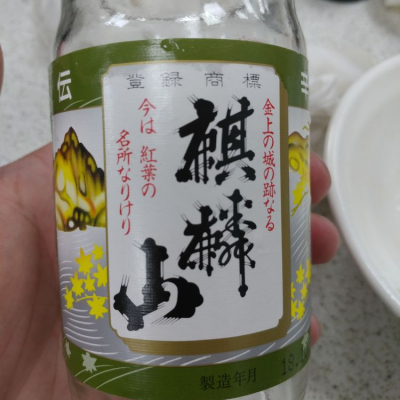 伝
登録商標
金上の城の跡なる
麒麟山
今は 紅葉の
名所なりけり
製造年月
18.